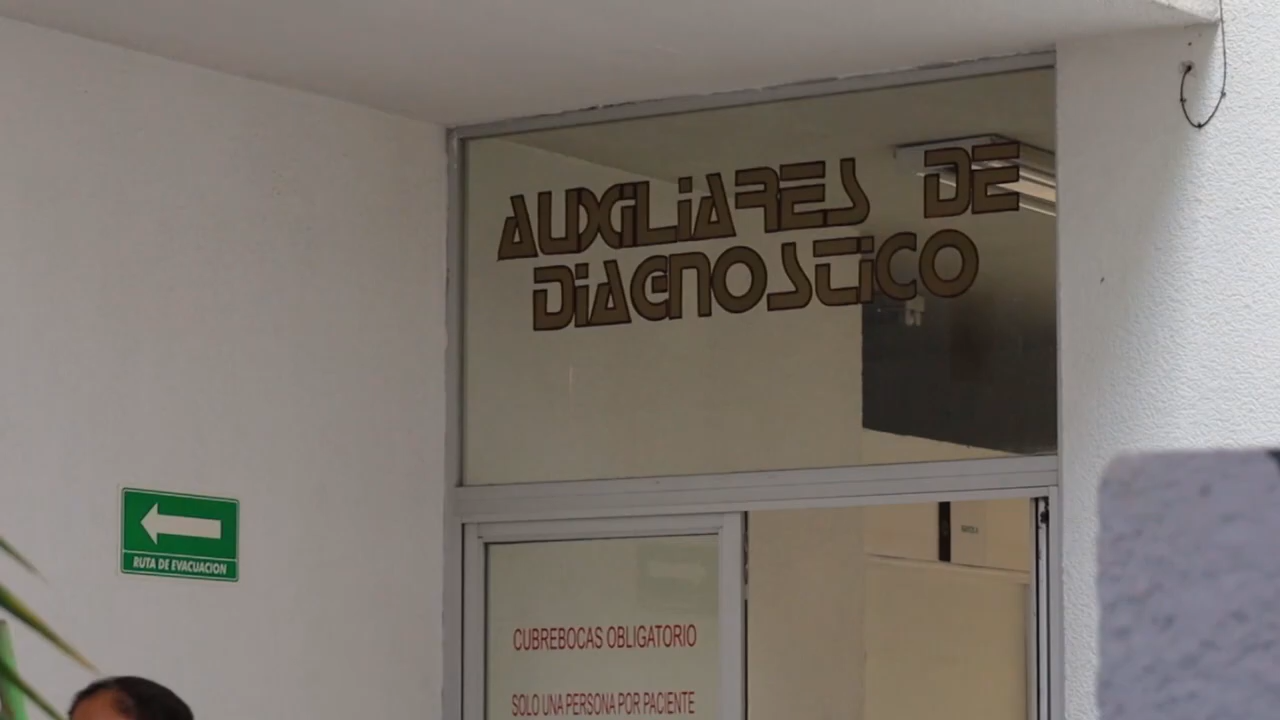 AUXILIARES DE
DIAGNOSTICO
RUTA DE EVACUACION
CUBREBOCAS OBLIGATORIO
SOLO UNA PERSONA POR PACIENTE